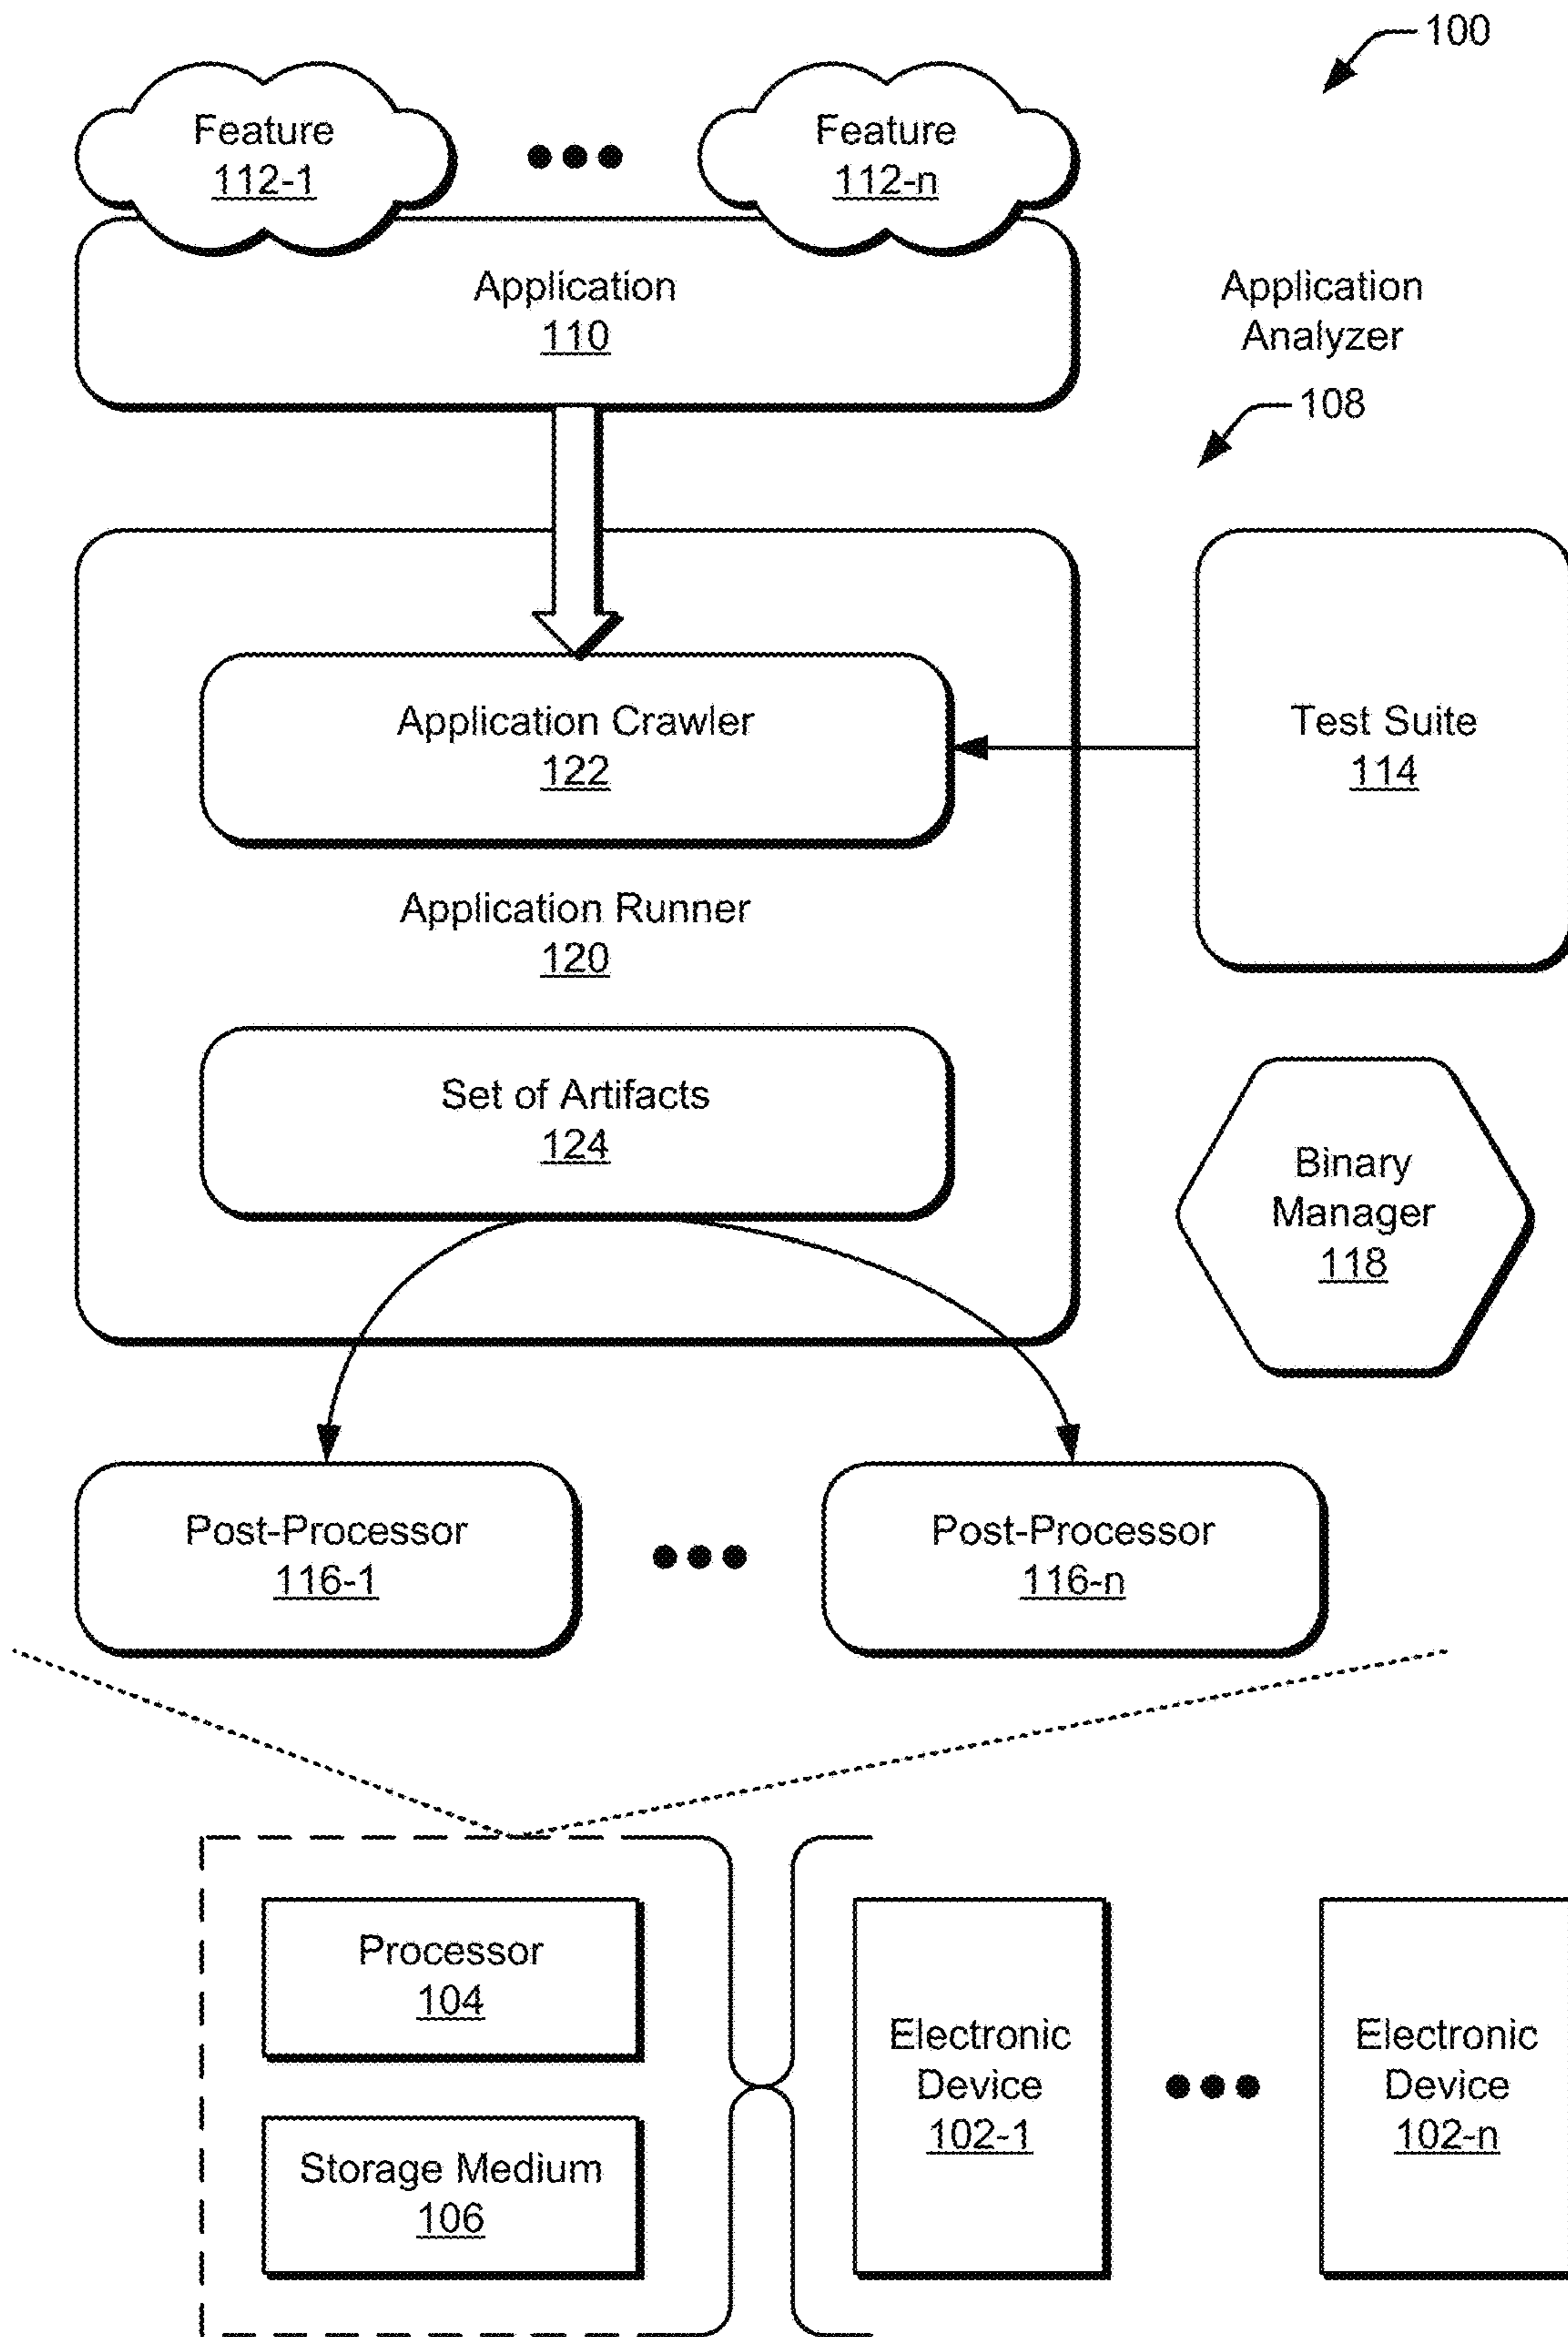 100
Feature
112-1
Feature
112-n
Application
110
Application
Analyzer
108
Application Crawler
122
Test Suite
114
Application Runner
120
Set of Artifacts
124
Binary
Manager
118
Post-Processor
116-1
Post-Processor
116-n
Processor
104
Storage Medium
106
Electronic
Device
102-1
Electronic
Device
102-n